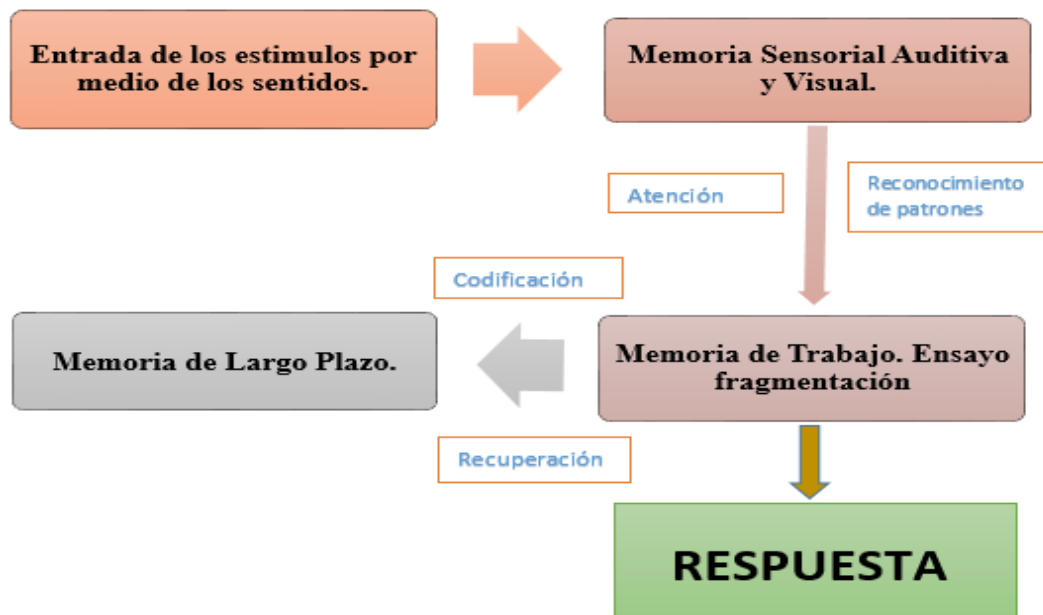 Entrada de los estimulos por
medio de los sentidos.
Memoria Sensorial Auditiva
y Visual.
Atención
Reconocimiento
de patrones
Codificación
Memoria de Largo Plazo.
Memoria de Trabajo. Ensayo
fragmentación
Recuperación
RESPUESTA